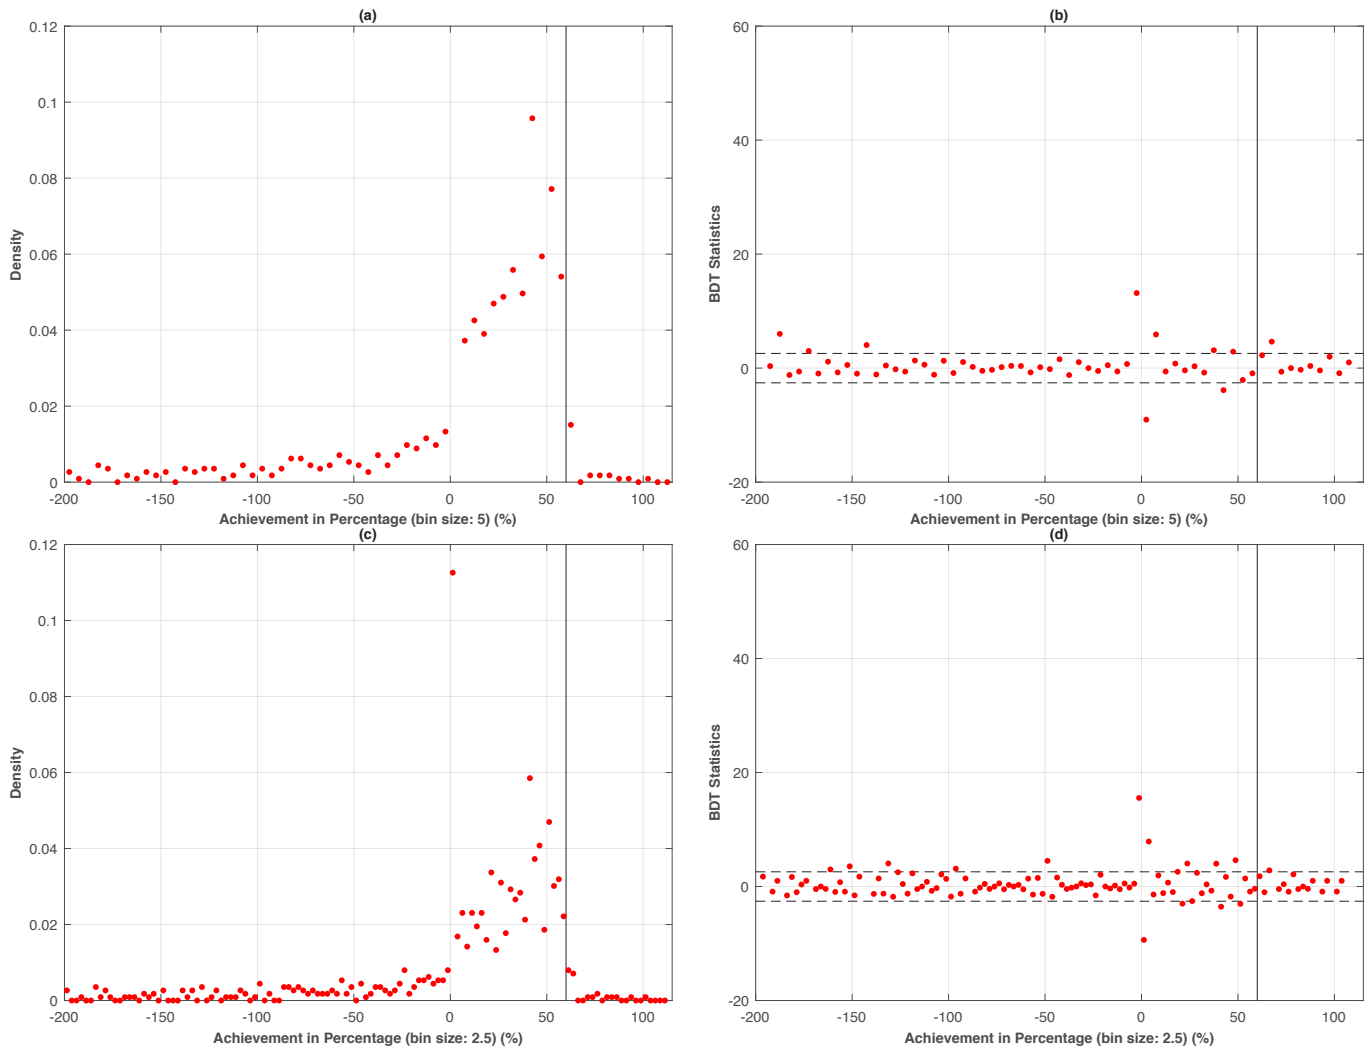 (a)
0.12
0.1
0.08
0.06
0.04
0.02
0
Density
-200 -150 -100 -50 0 50 100
Achievement in Percentage (bin size: 5) (%)
(b)
60
40
20
0
-20
BDT Statistics
-200 -150 -100 -50 0 50 100
Achievement in Percentage (bin size: 5) (%)
(c)
0.12
0.1
0.08
0.06
0.04
0.02
0
Density
-200 -150 -100 -50 0 50 100
Achievement in Percentage (bin size: 2.5) (%)
(d)
60
40
20
0
-20
BDT Statistics
-200 -150 -100 -50 0 50 100
Achievement in Percentage (bin size: 2.5) (%)